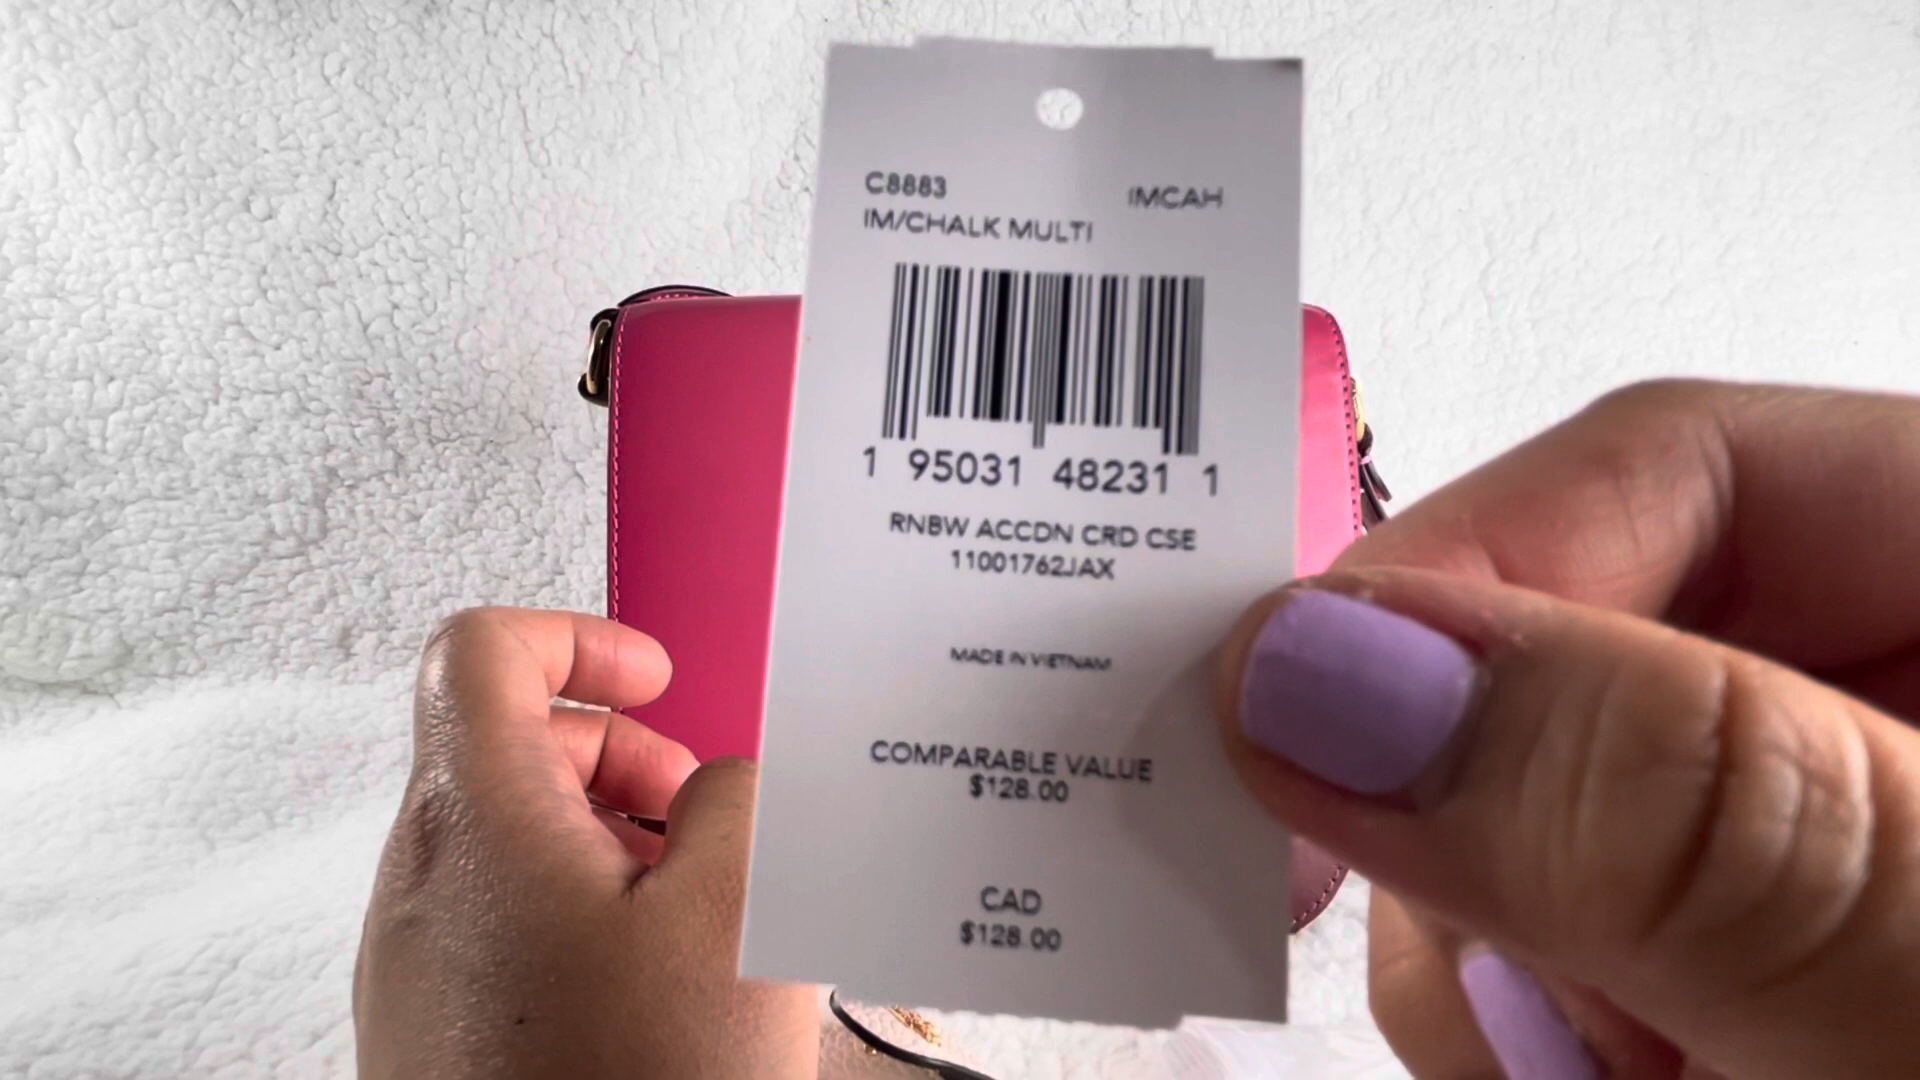 C8883 IMCAH
IM/CHALK MULTI
1 95031 48231 1
RNBW ACCDN CRD CSE
11001762JAX
MADE IN VIETNAM
COMPARABLE VALUE
$128.00
CAD
$128.00